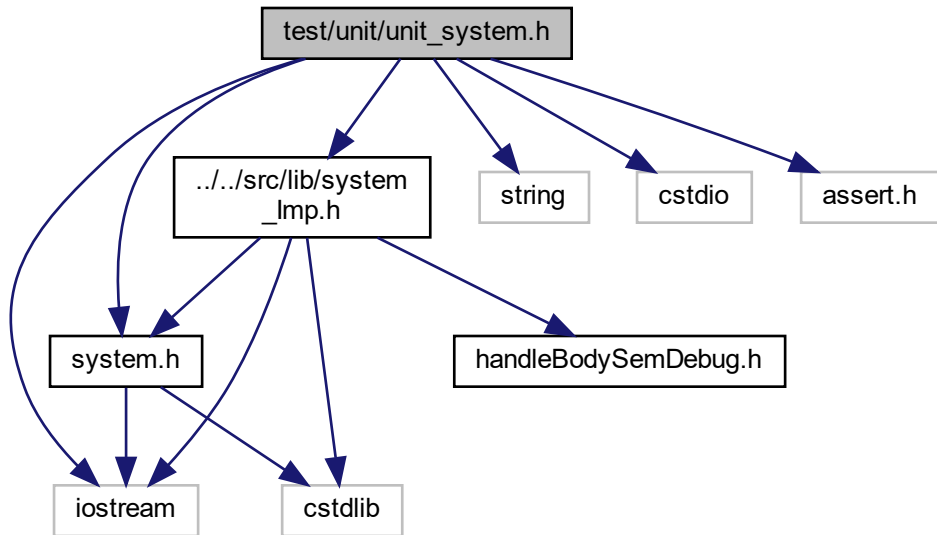 test/unit/unit_system.h
../../src/lib/system
_Imp.h
string
cstdio
assert.h
system.h
handleBodySemDebug.h
iostream
cstdlib